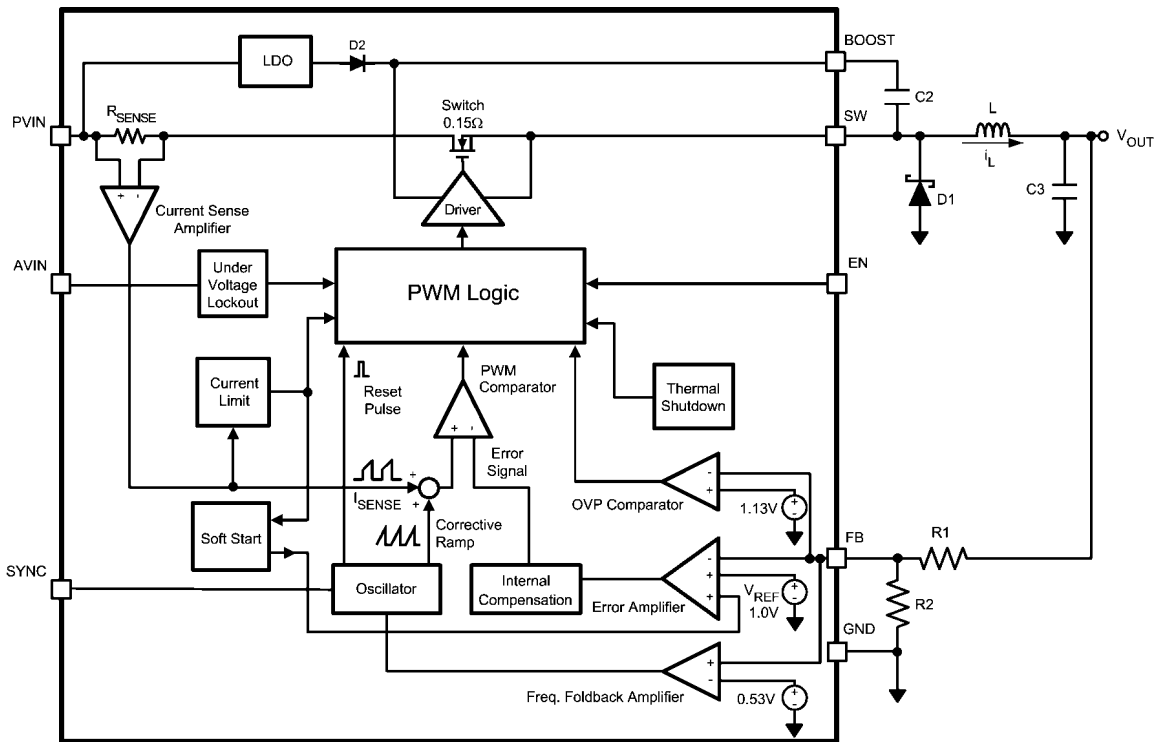 BOOST
D2
LDO
C2
RSENSE
Switch
0.15Ω
PVIN
SW
L
VOUT
iL
+ -
Driver
D1
C3
Current Sense
Amplifier
AVIN
Under
Voltage
Lockout
PWM Logic
EN
Current
Limit
Reset
Pulse
PWM
Comparator
Thermal
Shutdown
+ -
Error
Signal
ISENSE
+
+
-
+
OVP Comparator
1.13V
+
-
Soft Start
Corrective
Ramp
FB
R1
SYNC
Oscillator
Internal
Compensation
-
+
+
Error Amplifier
VREF
1.0V
+
-
R2
GND
+
-
Freq. Foldback Amplifier
0.53V
+
-